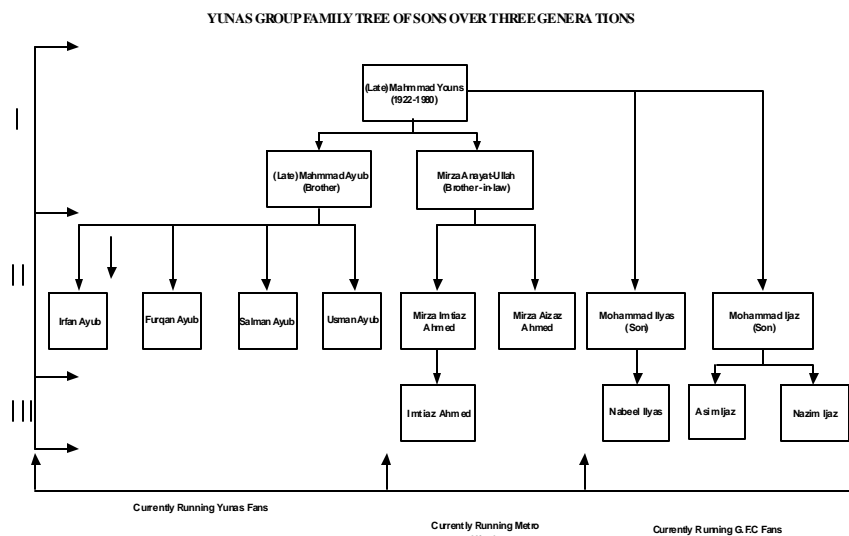 YUNAS GROUP FAMILY TREE OF SONS OVER THREE GENERATIONS
I
(Late) Mahmmad Youns
(1922-1980)
(Late) Mahmmad Ayub
(Brother)
Mirza Anayat-Ullah
(Brother-in-law)
II
Irfan Ayub
Furqan Ayub
Salman Ayub
Usman Ayub
Mirza Imtiaz
Ahmed
Mirza Aizaz
Ahmed
Mohammad Ilyas
(Son)
Mohammad Ijaz
(Son)
III
Imtiaz Ahmed
Nabeel Ilyas
Asim Ijaz
Nazim Ijaz
Currently Running Yunas Fans
Currently Running Metro
Currently Running G.F.C Fans